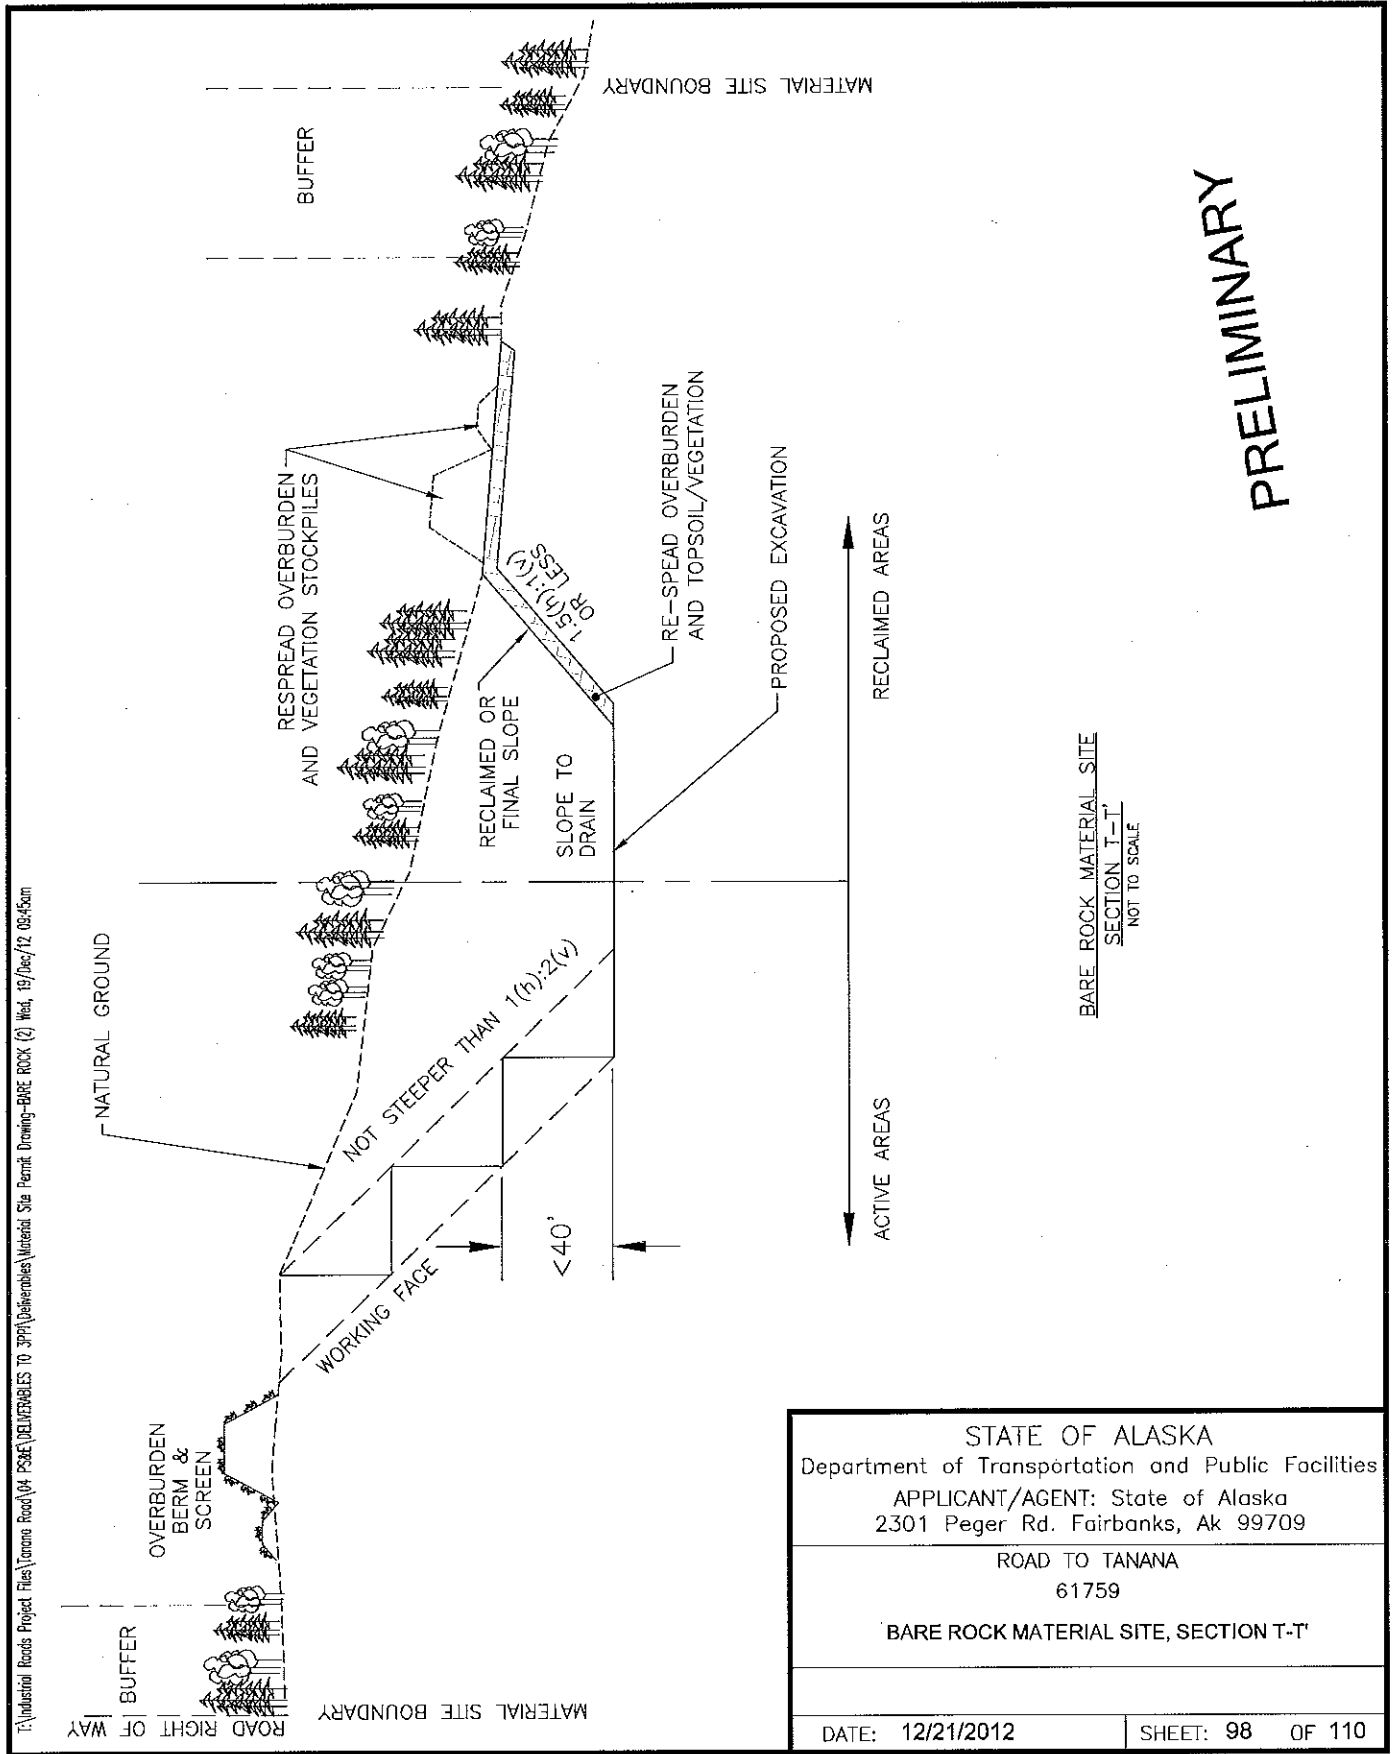 T:\Industrial Roads Project Files\Tanana Road\04 PS&E\DELIVERABLES TO 3PPI\Deliverables\Material Site Permit Drawing-BARE ROCK (2) Wed, 19/Dec/12 09:45am
ROAD RIGHT OF WAY
BUFFER
MATERIAL SITE BOUNDARY
OVERBURDEN
BERM &
SCREEN
NATURAL GROUND
WORKING FACE
NOT STEEPER THAN 1(h):2(v)
<40'
RESPREAD OVERBURDEN
AND VEGETATION STOCKPILES
RECLAIMED OR
FINAL SLOPE
SLOPE TO
DRAIN
1.5(h):1(v)
OR LESS
BUFFER
MATERIAL SITE BOUNDARY
RE-SPEAD OVERBURDEN
AND TOPSOIL/VEGETATION
PROPOSED EXCAVATION
ACTIVE AREAS
RECLAIMED AREAS
BARE ROCK MATERIAL SITE
SECTION T-T'
NOT TO SCALE
PRELIMINARY
STATE OF ALASKA
Department of Transportation and Public Facilities
APPLICANT/AGENT: State of Alaska
2301 Peger Rd. Fairbanks, Ak 99709
ROAD TO TANANA
61759
BARE ROCK MATERIAL SITE, SECTION T-T'
DATE: 12/21/2012
SHEET: 98 OF 110